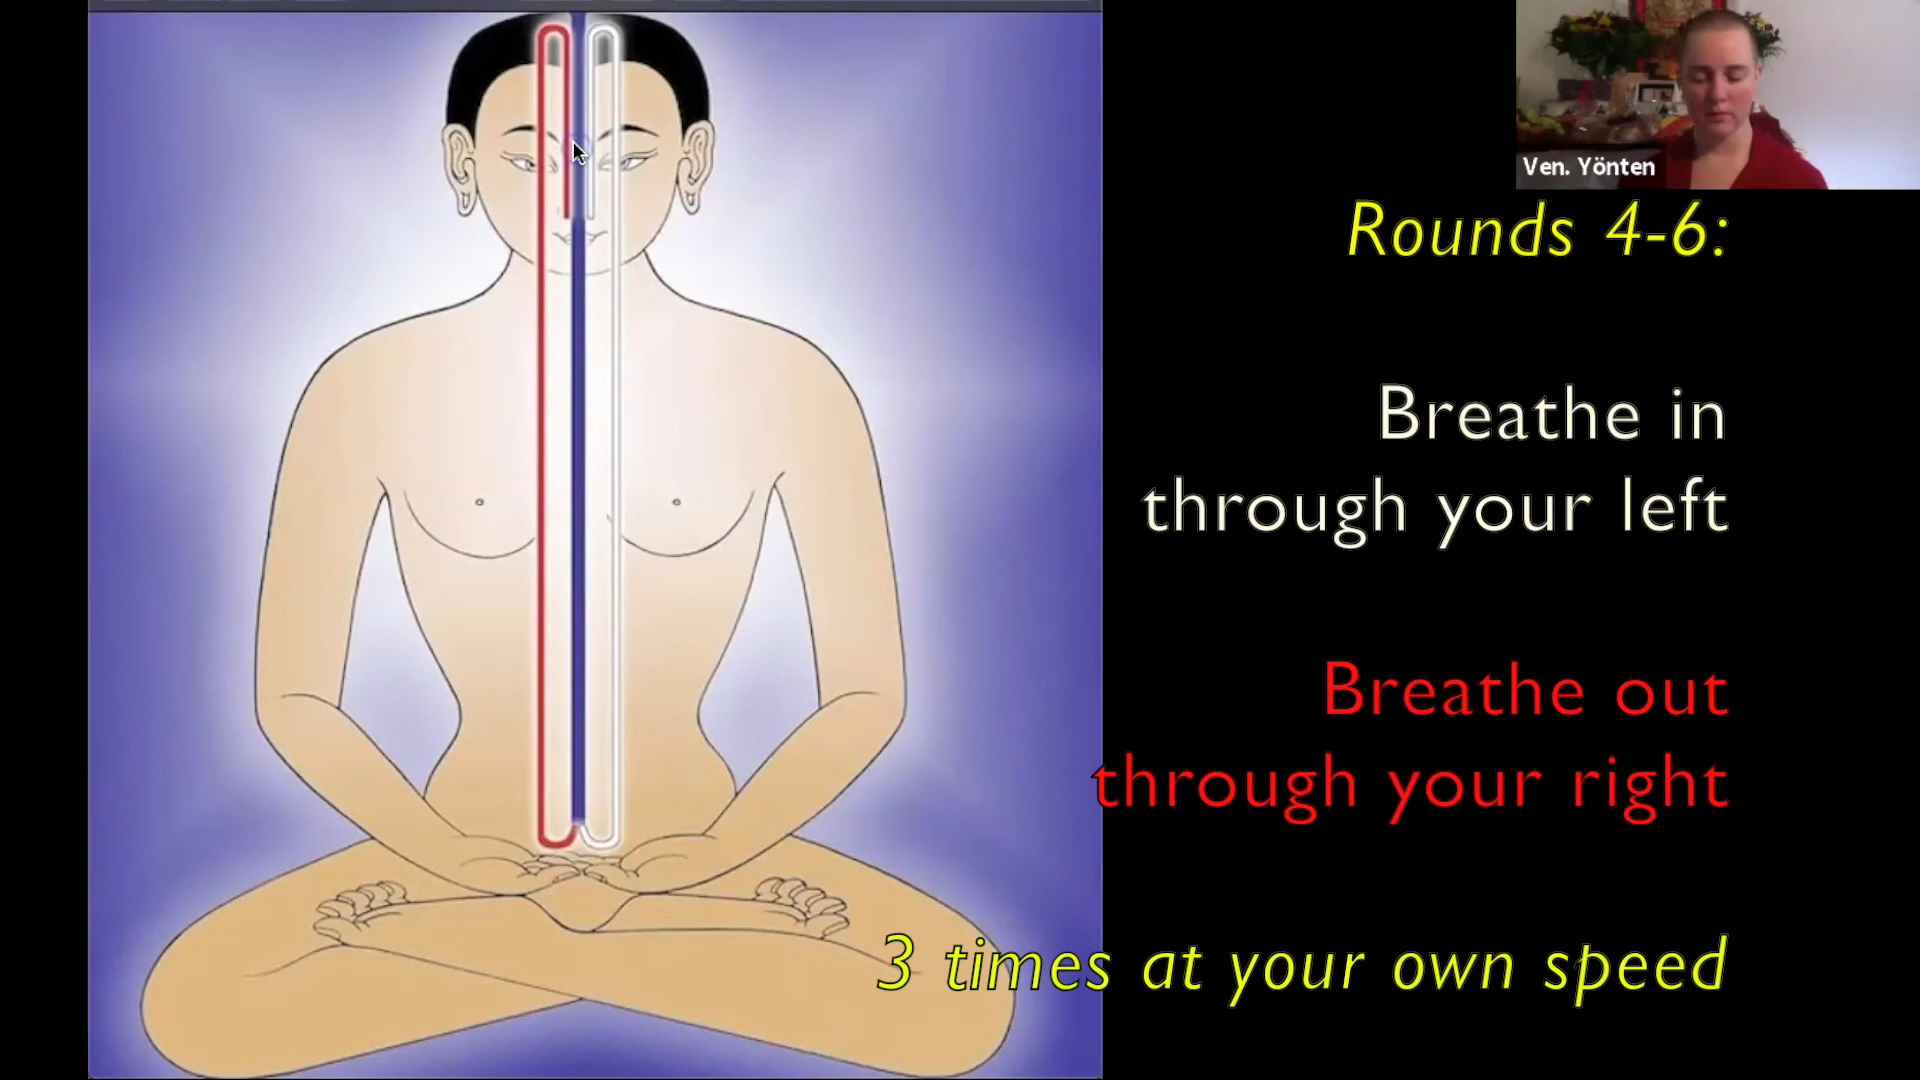 Ven. Yönten
Rounds 4-6:
Breathe in
through your left
Breathe out
through your right
3 times at your own speed